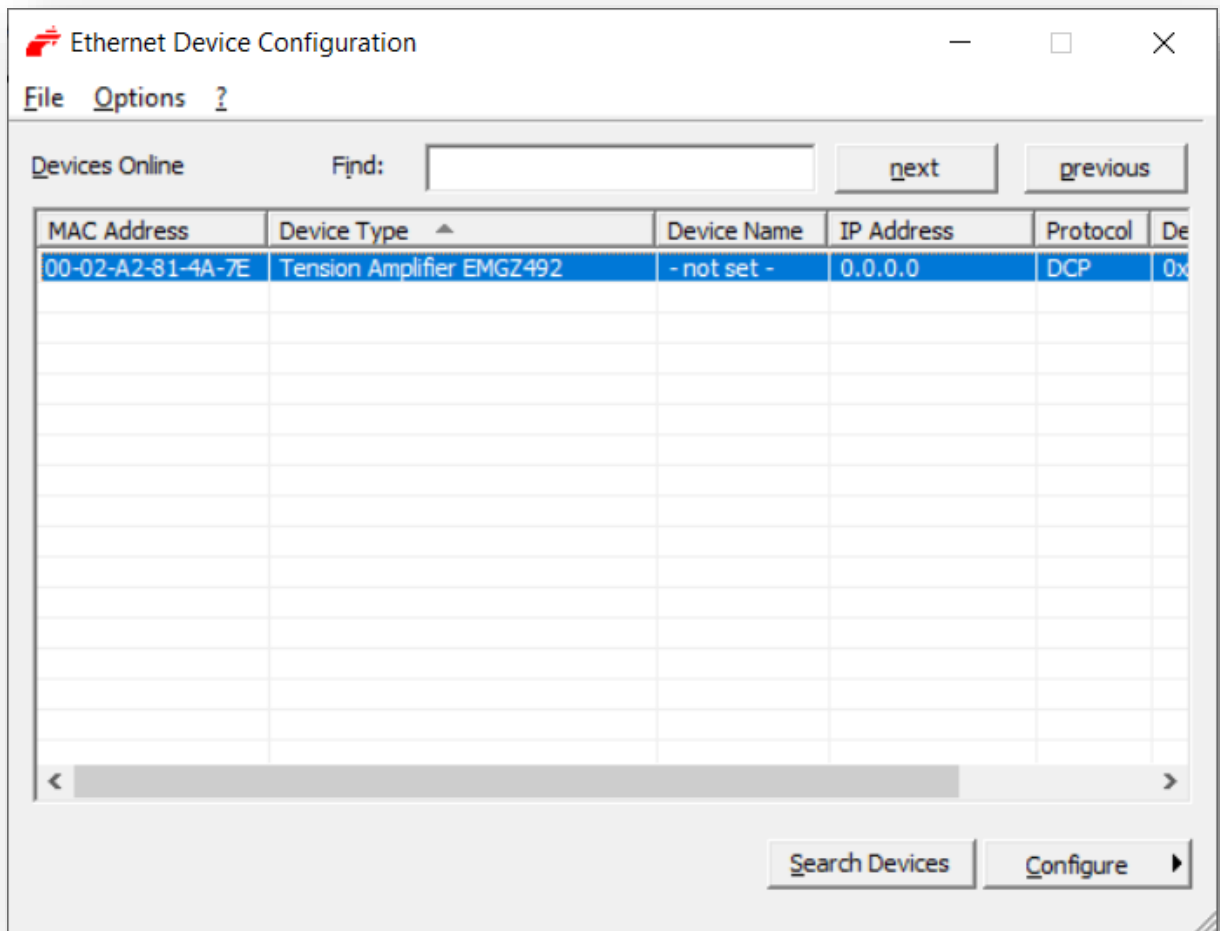 Ethernet Device Configuration
File Options ?
Devices Online Find: next previous
MAC Address Device Type Device Name IP Address Protocol De
00-02-A2-81-4A-7E Tension Amplifier EMGZ492 - not set - 0.0.0.0 DCP 0x
Search Devices Configure